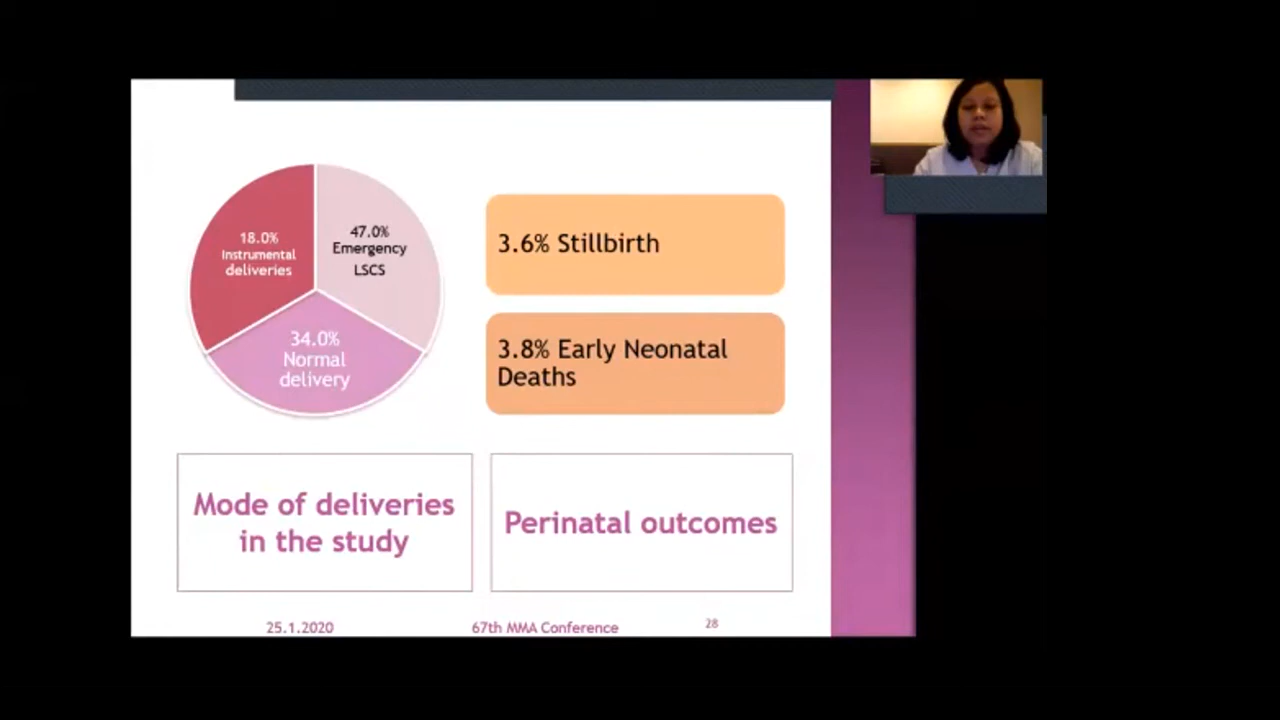 18.0%
Instrumental
deliveries
47.0%
Emergency
LSCS
34.0%
Normal
delivery
3.6% Stillbirth
3.8% Early Neonatal
Deaths
Mode of deliveries
in the study
Perinatal outcomes
25.1.2020
67th MMA Conference
28